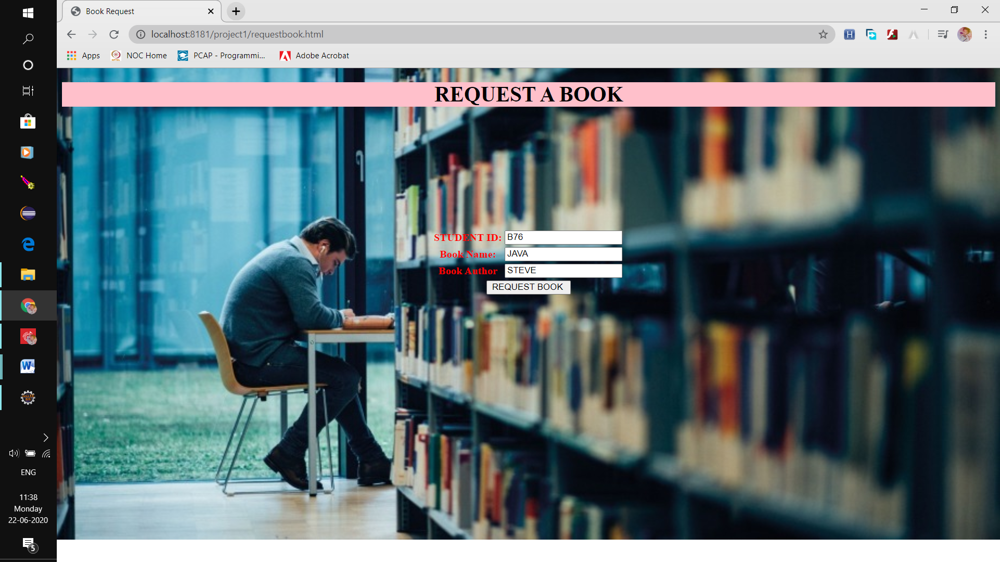 Book Request
localhost:8181/project1/requestbook.html
H
Apps NOC Home PCAP - Programmi... Adobe Acrobat
REQUEST A BOOK
STUDENT ID: B76
Book Name: JAVA
Book Author STEVE
REQUEST BOOK
ENG
11:38
Monday
22-06-2020
5